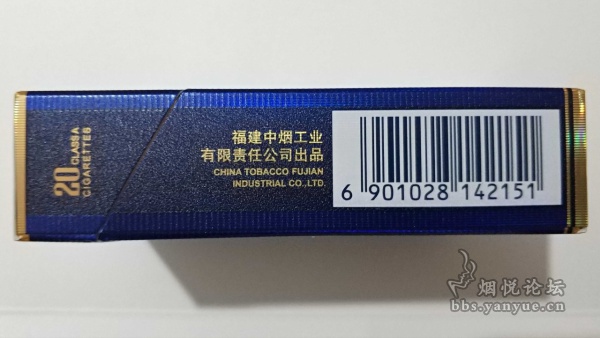 20 CLASS A
CIGARETTES
福建中烟工业
有限责任公司出品
CHINA TOBACCO FUJIAN
INDUSTRIAL CO.,LTD.
6 901028 142151
烟悦论坛
bbs.yanyue.cn